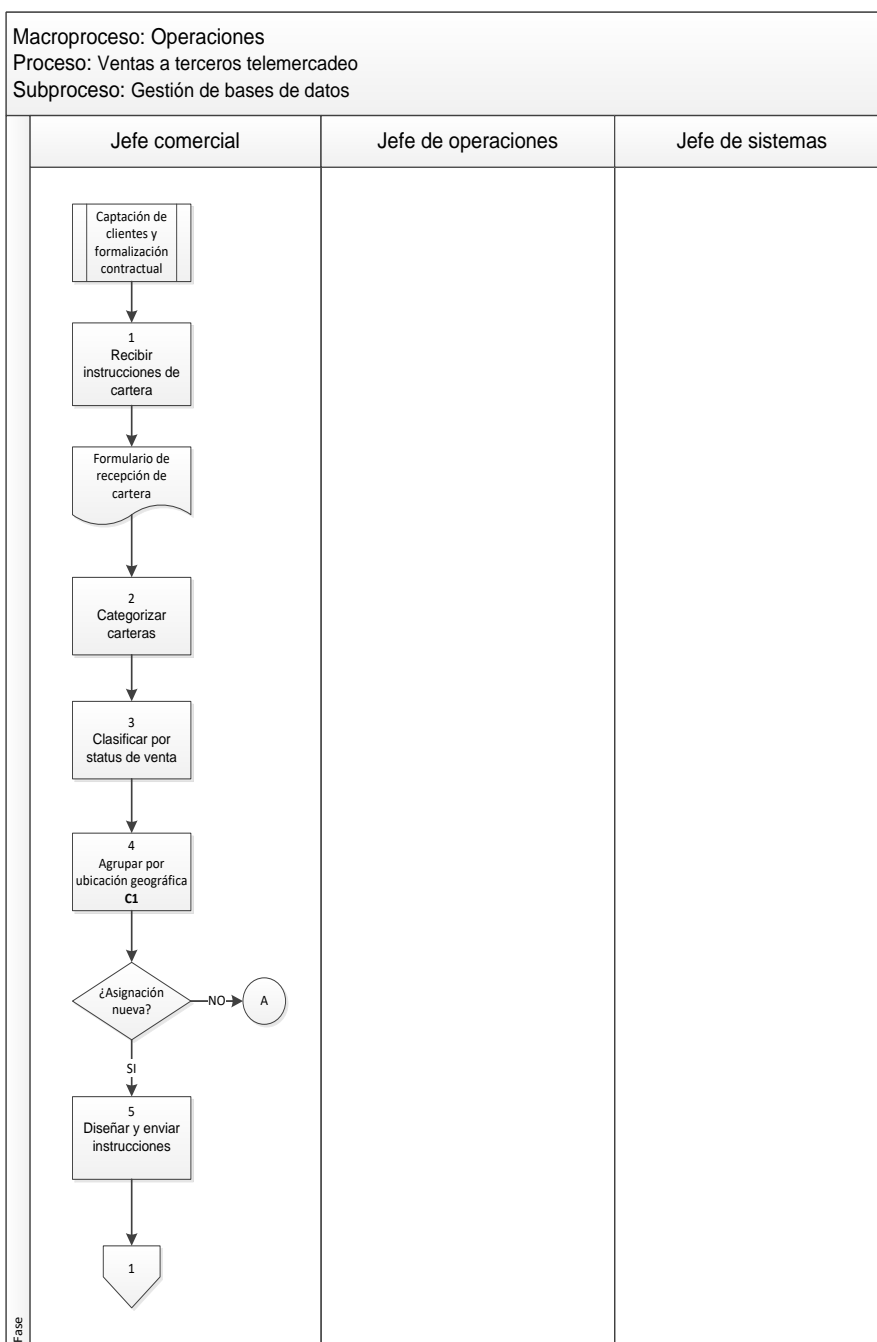 Macroproceso: Operaciones
Proceso: Ventas a terceros telemercadeo
Subproceso: Gestión de bases de datos
Jefe comercial
Jefe de operaciones
Jefe de sistemas
Captación de
clientes y
formalización
contractual
1
Recibir
instrucciones de
cartera
Formulario de
recepción de
cartera
2
Categorizar
carteras
3
Clasificar por
status de venta
4
Agrupar por
ubicación geográfica
C1
¿Asignación
nueva?
NO
A
SI
5
Diseñar y enviar
instrucciones
1
Fase